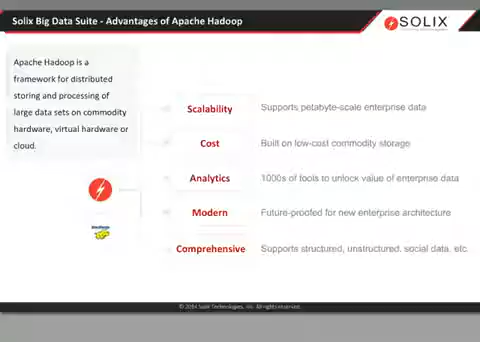 Solix Big Data Suite - Advantages of Apache Hadoop
SOLIX
Apache Hadoop is a
framework for distributed
storing and processing of
large data sets on commodity
hardware, virtual hardware or
cloud.
Scalability Supports petabyte-scale enterprise data
Cost Built on low-cost commodity storage
Analytics 1000s of tools to unlock value of enterprise data
Modern Future-proofed for new enterprise architecture
Comprehensive Supports structured, unstructured, social data, etc.
© 2014 Solix Technologies, Inc. All rights reserved.